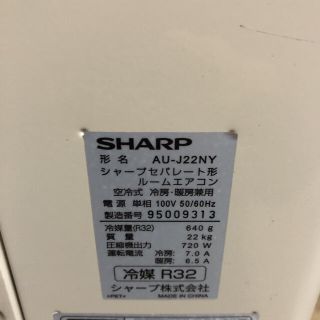 SHARP
形名 AU-J22NY
シャープセパレート形
ルームエアコン
空冷式 冷房・暖房兼用
電源 単相 100V 50/60Hz
製造番号 95009313
冷媒量(R32) 640 g
質量 22 kg
圧縮機出力 720 W
運転電流 冷房: 7.0 A
暖房: 6.5 A
冷媒 R32
シャープ株式会社
>PET< MADE IN CHINA